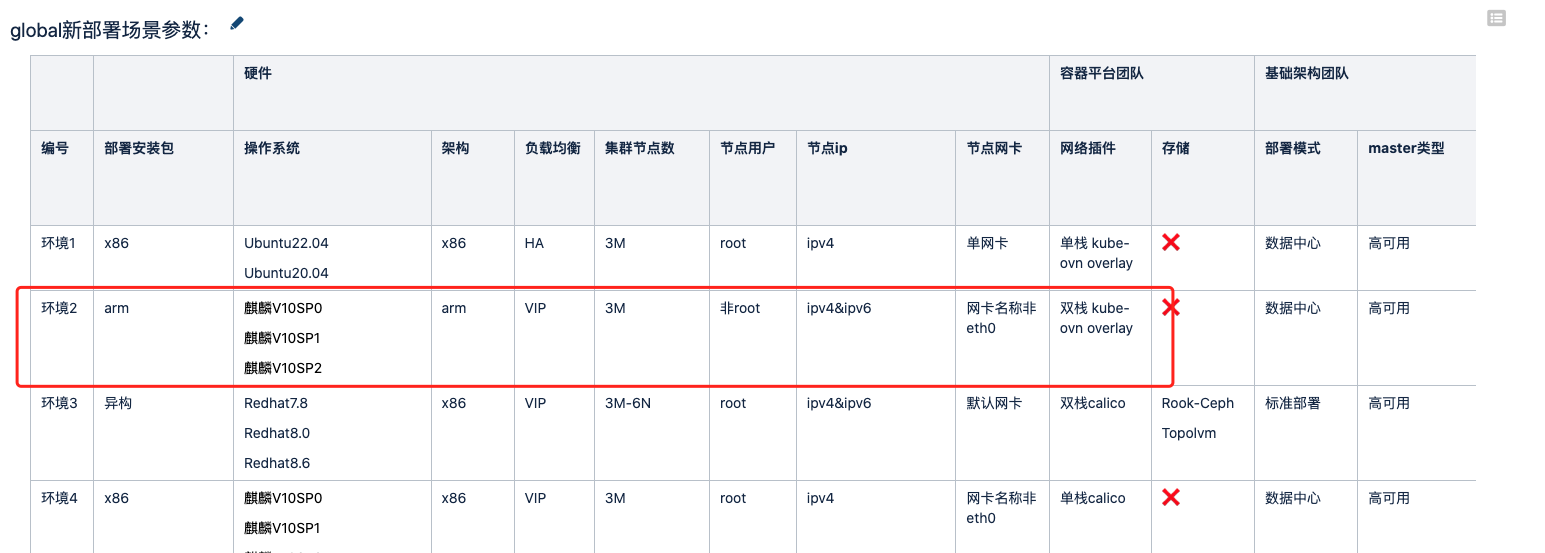 global新部署场景参数：
硬件 容器平台团队 基础架构团队
编号 部署安装包 操作系统 架构 负载均衡 集群节点数 节点用户 节点ip 节点网卡 网络插件 存储 部署模式 master类型
环境1 x86 Ubuntu22.04 x86 HA 3M root ipv4 单网卡 单栈 kube- 数据中心 高可用
ovn overlay
Ubuntu20.04
环境2 arm 麒麟V10SP0 arm VIP 3M 非root ipv4&ipv6 网卡名称非 双栈 kube- 数据中心 高可用
eth0 ovn overlay
麒麟V10SP1
麒麟V10SP2
环境3 异构 Redhat7.8 x86 VIP 3M-6N root ipv4&ipv6 默认网卡 双栈calico Rook-Ceph 标准部署 高可用
Redhat8.0 Topolvm
Redhat8.6
环境4 x86 麒麟V10SP0 x86 VIP 3M root ipv4 网卡名称非 单栈calico 数据中心 高可用
eth0
麒麟V10SP1